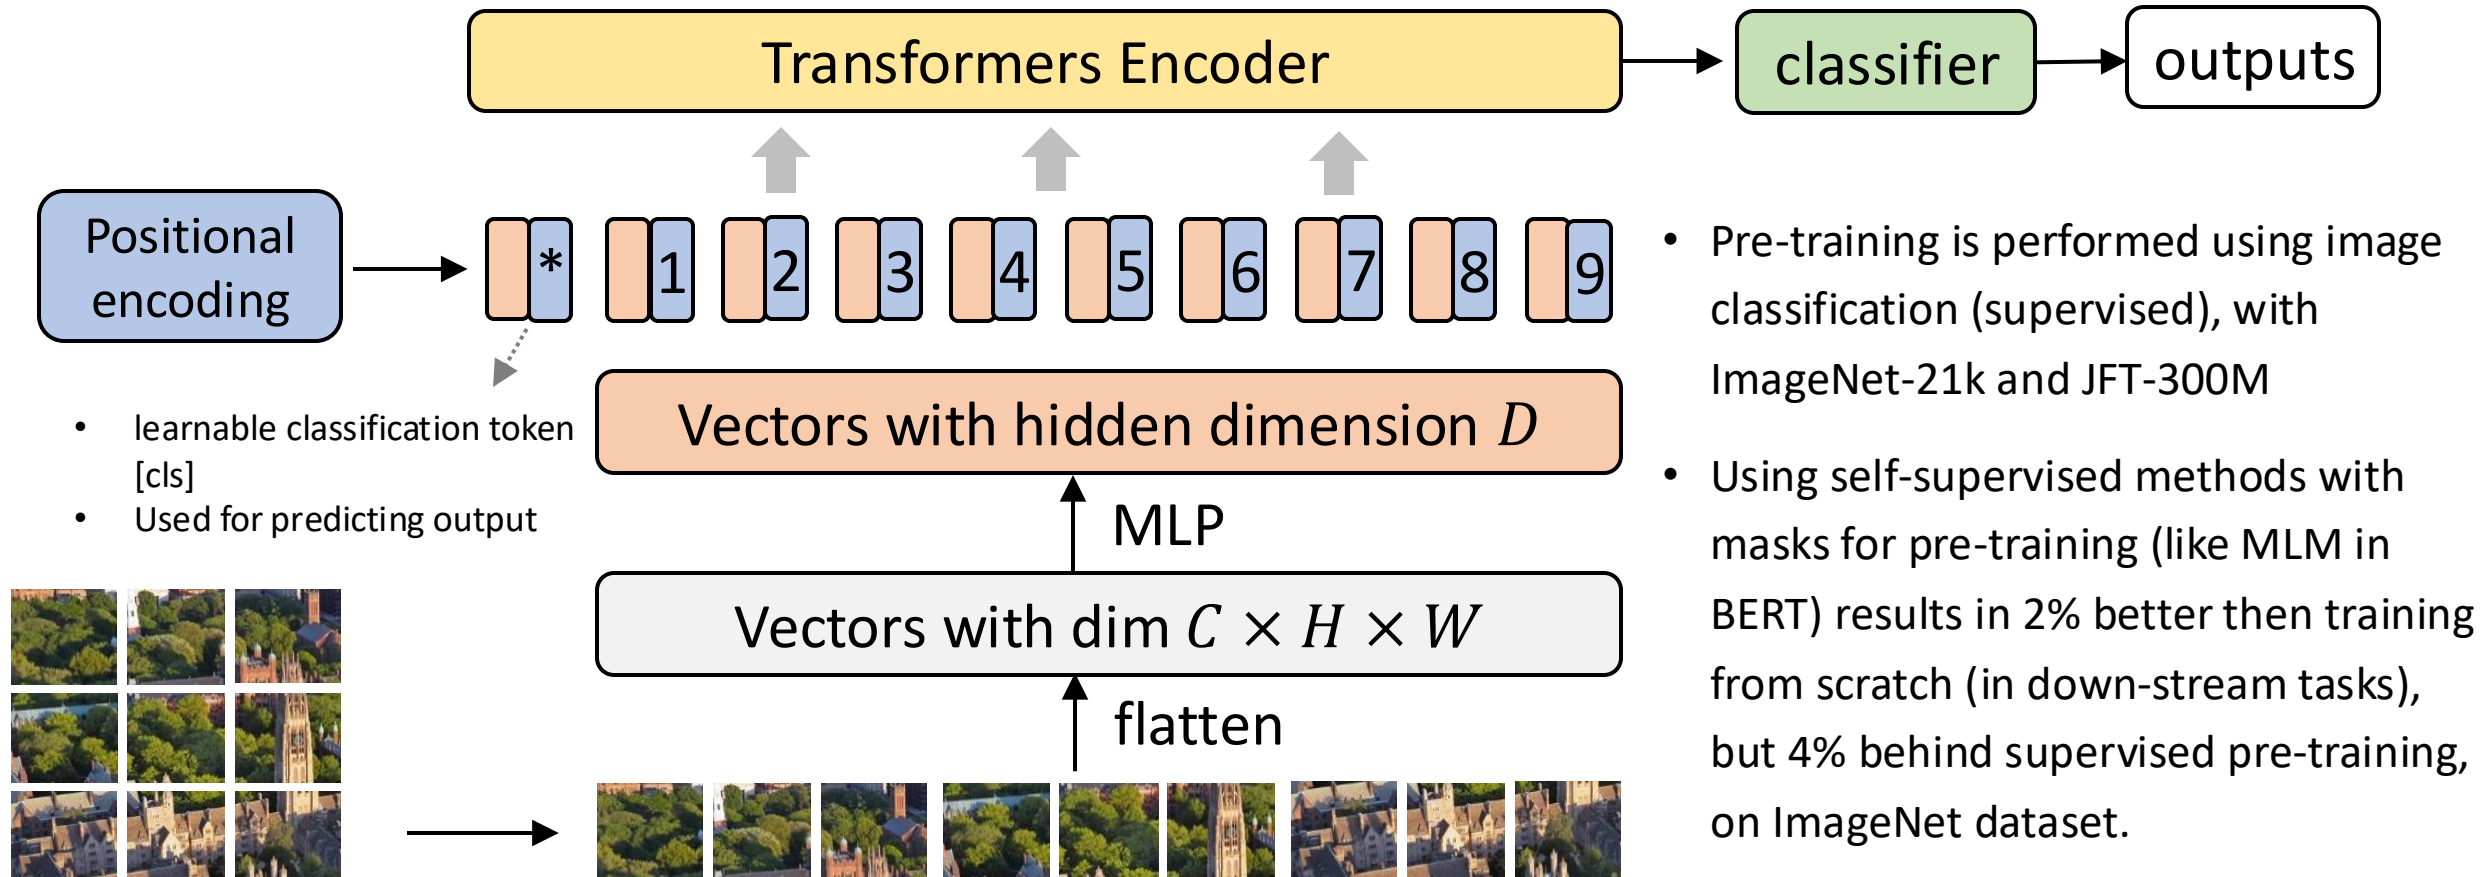 Transformers Encoder
classifier
outputs
Positional
encoding
* 1 2 3 4 5 6 7 8 9
• learnable classification token
[cls]
• Used for predicting output
Vectors with hidden dimension D
MLP
Vectors with dim C × H × W
flatten
• Pre-training is performed using image
classification (supervised), with
ImageNet-21k and JFT-300M
• Using self-supervised methods with
masks for pre-training (like MLM in
BERT) results in 2% better then training
from scratch (in down-stream tasks),
but 4% behind supervised pre-training,
on ImageNet dataset.